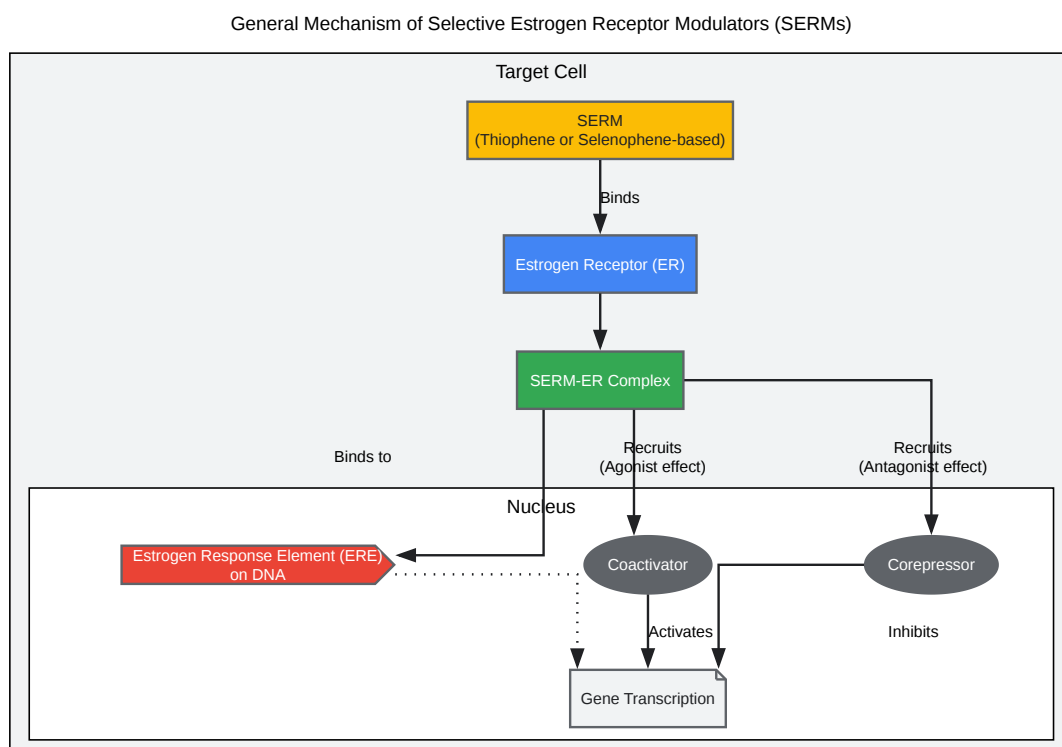 General Mechanism of Selective Estrogen Receptor Modulators (SERMs)
Target Cell
SERM
(Thiophene or Selenophene-based)
Binds
Estrogen Receptor (ER)
SERM-ER Complex
Binds to
Recruits
(Agonist effect)
Recruits
(Antagonist effect)
Nucleus
Estrogen Response Element (ERE)
on DNA
Coactivator
Corepressor
Activates
Inhibits
Gene Transcription